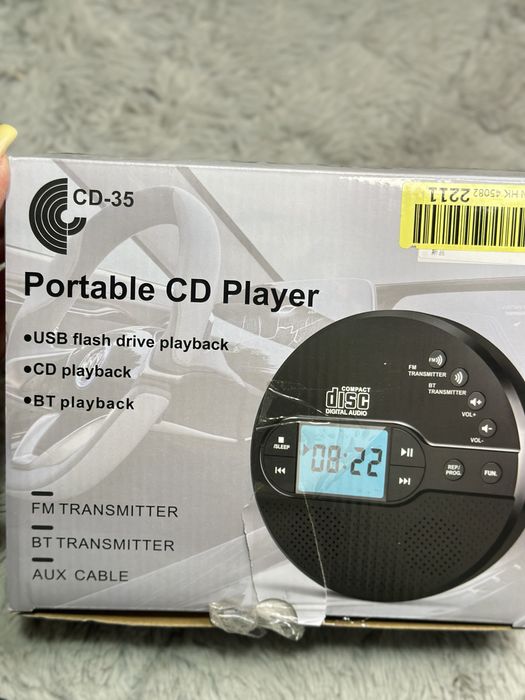 CD-35
2211
Portable CD Player
●USB flash drive playback
●CD playback
●BT playback
FM TRANSMITTER
BT TRANSMITTER
AUX CABLE
FM
FM
TRANSMITTER
BT
TRANSMITTER
VOL+
VOL-
COMPACT
disc
DIGITAL AUDIO
/SLEEP
08:22
REP/
PROG.
FUN.